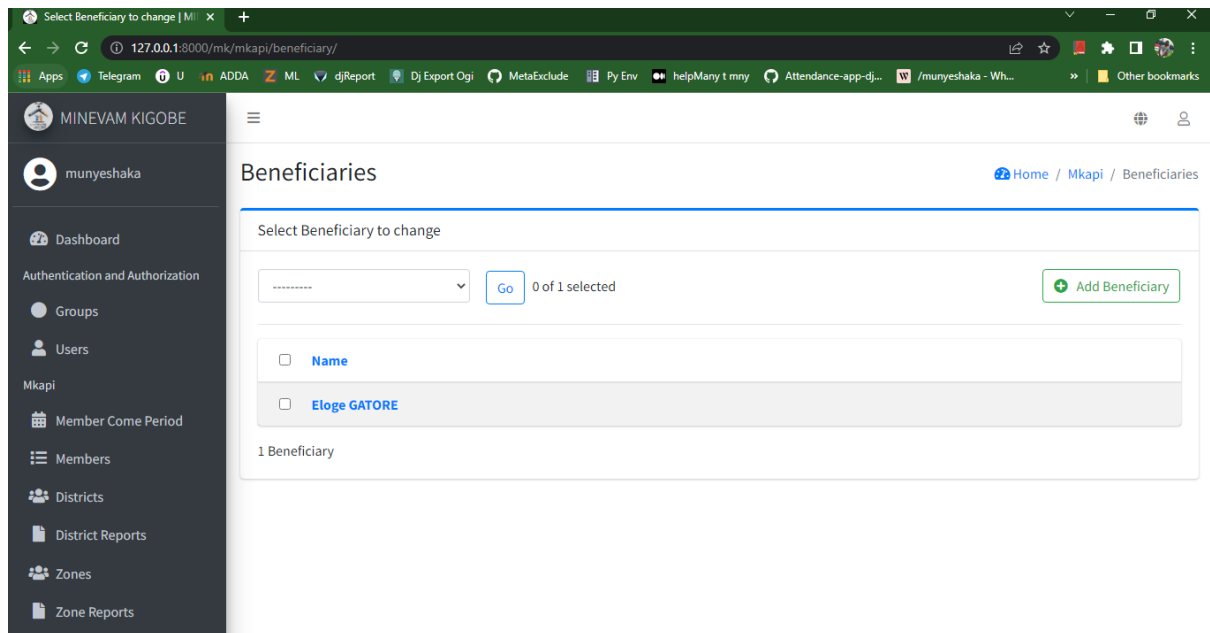 Select Beneficiary to change | MI
127.0.0.1:8000/mk/mkapi/beneficiary/
Apps Telegram U ADDA ML djReport Dj Export Ogi MetaExclude Py Env helpMany t mny Attendance-app-dj... /munyeshaka - Wh... » Other bookmarks
MINEVAM KIGOBE
munyeshaka
Beneficiaries
Home / Mkapi / Beneficiaries
Select Beneficiary to change
Dashboard
Authentication and Authorization
--------- Go 0 of 1 selected Add Beneficiary
Groups
Users
Name
Mkapi
Eloge GATORE
Member Come Period
1 Beneficiary
Members
Districts
District Reports
Zones
Zone Reports